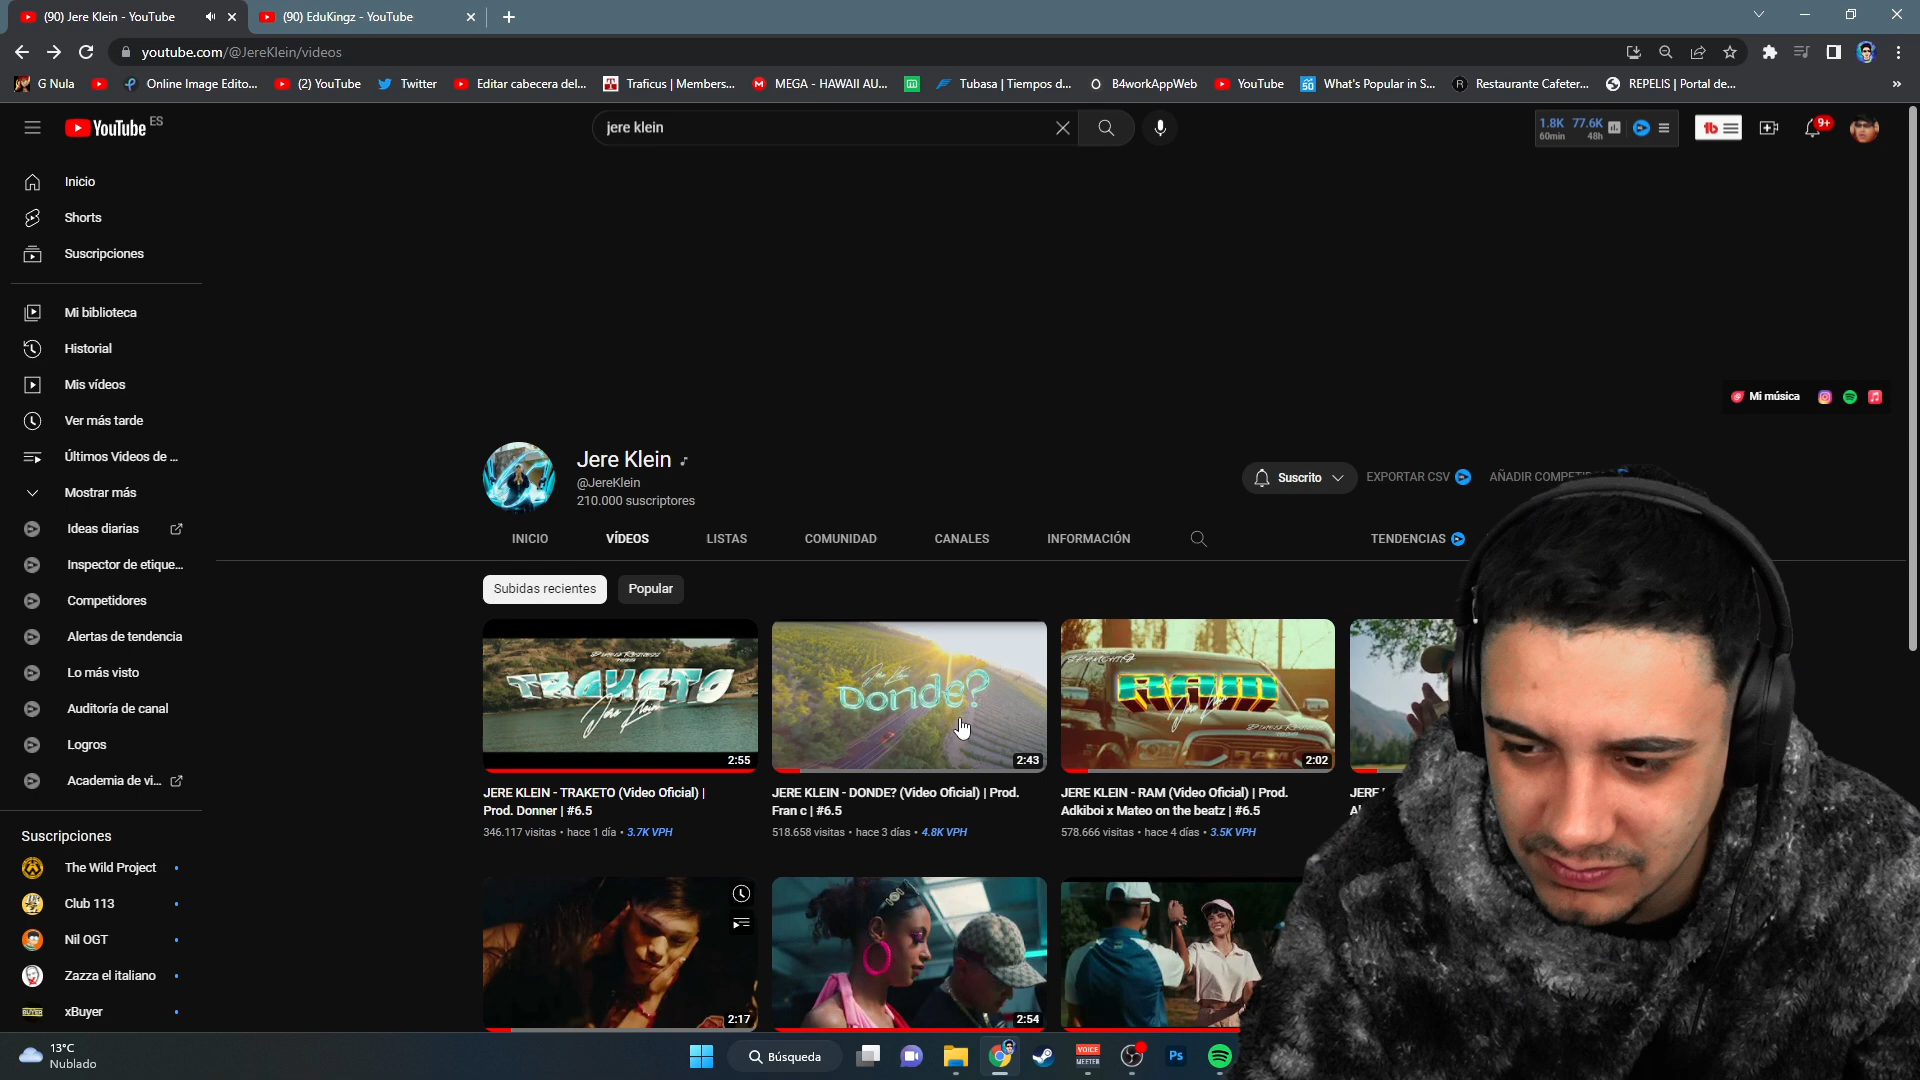 (90) Jere Klein - YouTube
(90) EduKingz - YouTube
youtube.com/@JereKlein/videos
G Nula
Online Image Edito...
(2) YouTube
Twitter
Editar cabecera del...
Traficus | Members...
MEGA - HAWAII AU...
Tubasa | Tiempos d...
B4workAppWeb
YouTube
What's Popular in S...
Restaurante Cafeter...
REPELIS | Portal de...
YouTube ES
jere klein
1.8K 77.6K
60min 48h
9+
Inicio
Shorts
Suscripciones
Mi biblioteca
Historial
Mis vídeos
Ver más tarde
Últimos Videos de ...
Mostrar más
Ideas diarias
Inspector de etique...
Competidores
Alertas de tendencia
Lo más visto
Auditoría de canal
Logros
Academia de vi...
Suscripciones
The Wild Project
Club 113
Nil OGT
Zazza el italiano
xBuyer
Mi música
Jere Klein
@JereKlein
210.000 suscriptores
Suscrito
EXPORTAR CSV
AÑADIR COMPETI
INICIO
VÍDEOS
LISTAS
COMUNIDAD
CANALES
INFORMACIÓN
TENDENCIAS
Subidas recientes
Popular
TRAKETO
Jere Klein
2:55
Jere Klein
Donde?
2:43
RAM
Jere Klein
2:02
JERE KLEIN - TRAKETO (Video Oficial) |
Prod. Donner | #6.5
346.117 visitas • hace 1 día • 3.7K VPH
JERE KLEIN - DONDE? (Video Oficial) | Prod.
Fran c | #6.5
518.658 visitas • hace 3 días • 4.8K VPH
JERE KLEIN - RAM (Video Oficial) | Prod.
Adkiboi x Mateo on the beatz | #6.5
578.666 visitas • hace 4 días • 3.5K VPH
JERE
2:17
2:54
13°C
Nublado
Búsqueda
VOICE
MEETER
Ps